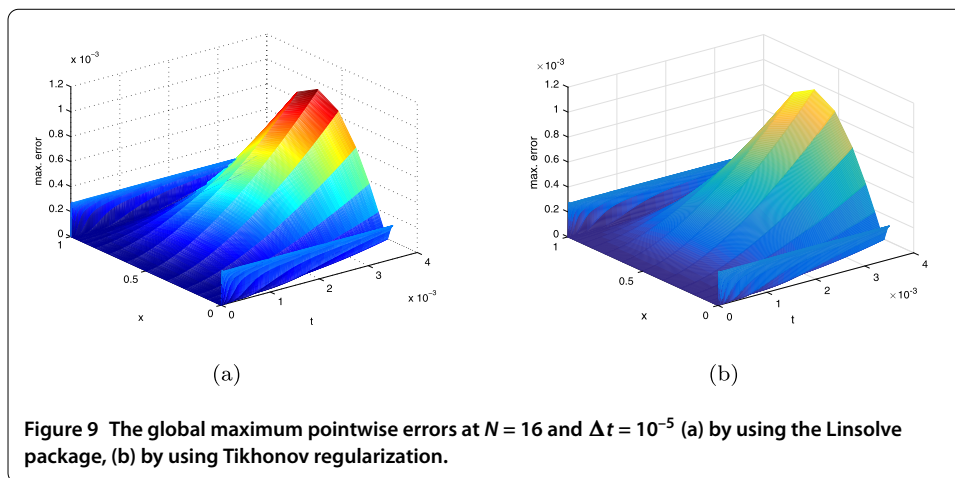 x 10⁻³
1.2
1
0.8
0.6
0.4
0.2
0
max. error
1
0.5
0
x
0
1
2
3
4
x 10⁻³
t
(a)
×10⁻³
1.2
1
0.8
0.6
0.4
0.2
0
max. error
1
0.5
0
x
0
1
2
3
4
×10⁻³
t
(b)
Figure 9 The global maximum pointwise errors at N = 16 and Δt = 10⁻⁵ (a) by using the Linsolve
package, (b) by using Tikhonov regularization.